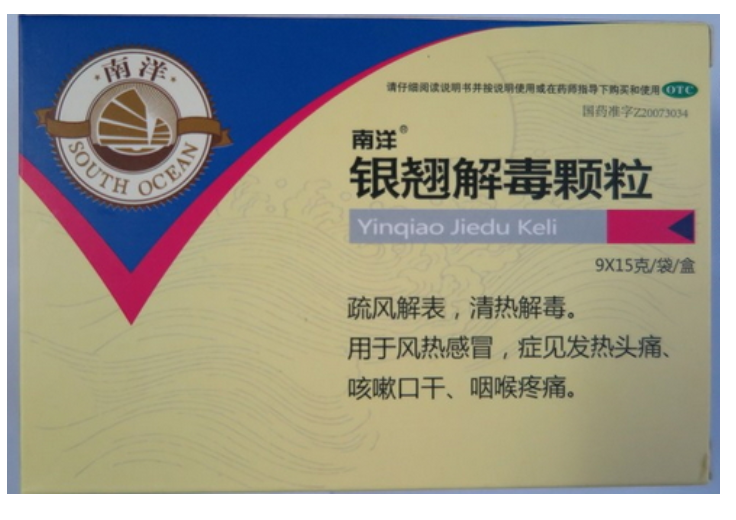 南洋
SOUTH OCEAN
请仔细阅读说明书并按说明使用或在药师指导下购买和使用 OTC
国药准字Z20073034
南洋®
银翘解毒颗粒
Yinqiao Jiedu Keli
9X15克/袋/盒
疏风解表，清热解毒。
用于风热感冒，症见发热头痛、
咳嗽口干、咽喉疼痛。